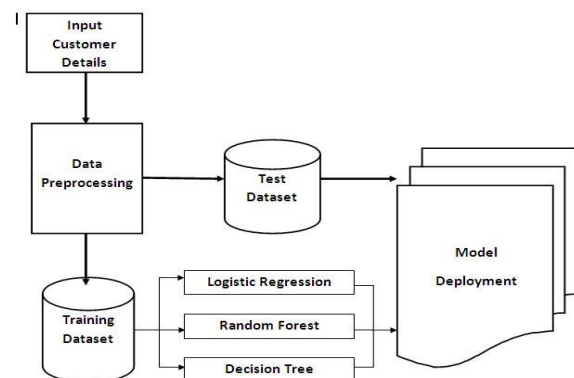 Input
Customer
Details
Data
Preprocessing
Test
Dataset
Model
Deployment
Training
Dataset
Logistic Regression
Random Forest
Decision Tree